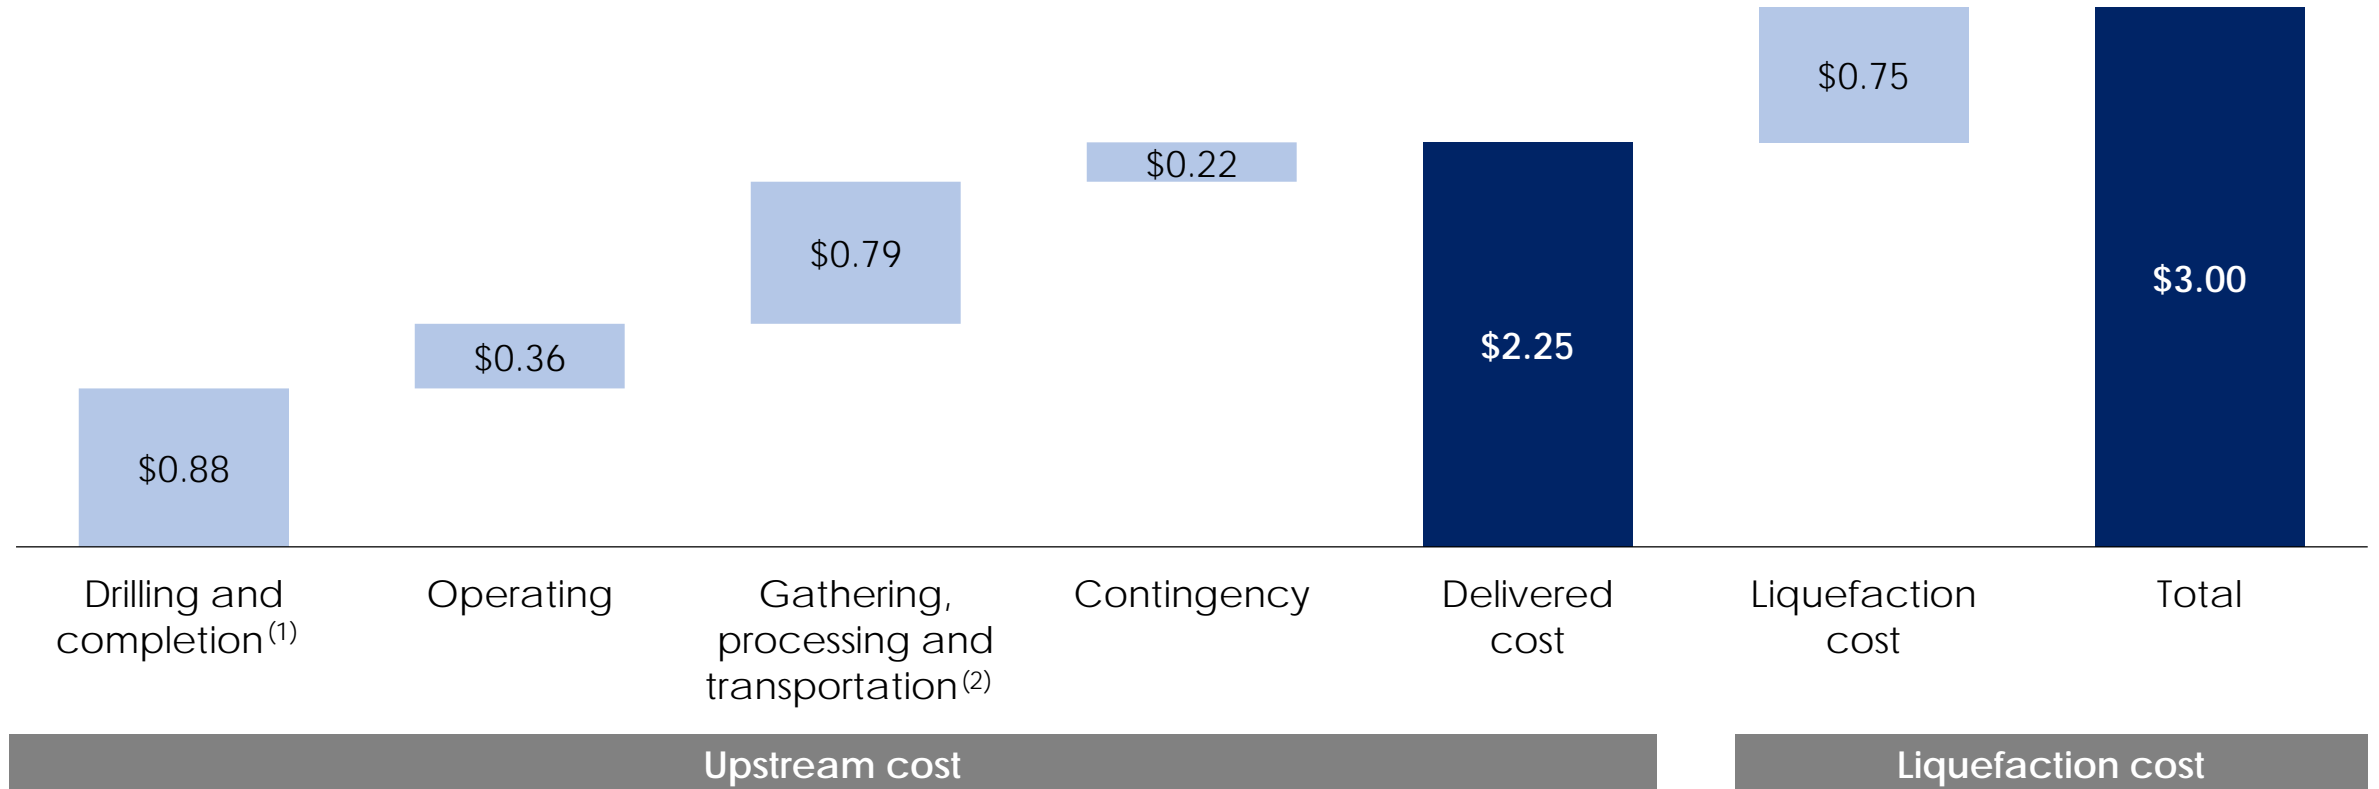 $0.75
$0.22
$0.79
$3.00
$2.25
$0.36
$0.88
Drilling and
completion(1)
Operating
Gathering,
processing and
transportation(2)
Contingency
Delivered
cost
Liquefaction
cost
Total
Upstream cost
Liquefaction cost